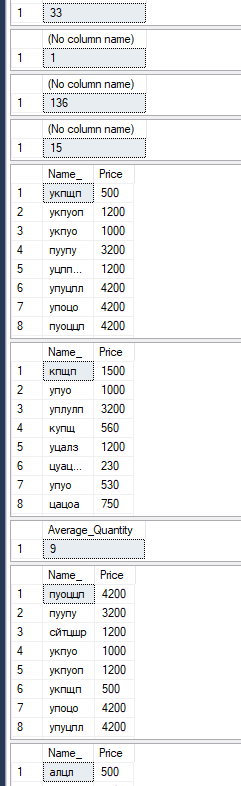 1 33
(No column name)
1 1
(No column name)
1 136
(No column name)
1 15
Name_ Price
1 укпщп 500
2 укпуоп 1200
3 укпуо 1000
4 пуупу 3200
5 уцпп... 1200
6 упуцпл 4200
7 упоцо 4200
8 пуоццп 4200
Name_ Price
1 кпщп 1500
2 упуо 1000
3 уплулп 3200
4 купщ 560
5 уцалз 1200
6 цуац... 230
7 упуо 530
8 цацоа 750
Average_Quantity
1 9
Name_ Price
1 пуоццп 4200
2 пуупу 3200
3 сйтцшр 1200
4 укпуо 1000
5 укпуоп 1200
6 укпщп 500
7 упоцо 4200
8 упуцпл 4200
Name_ Price
1 алцл 500